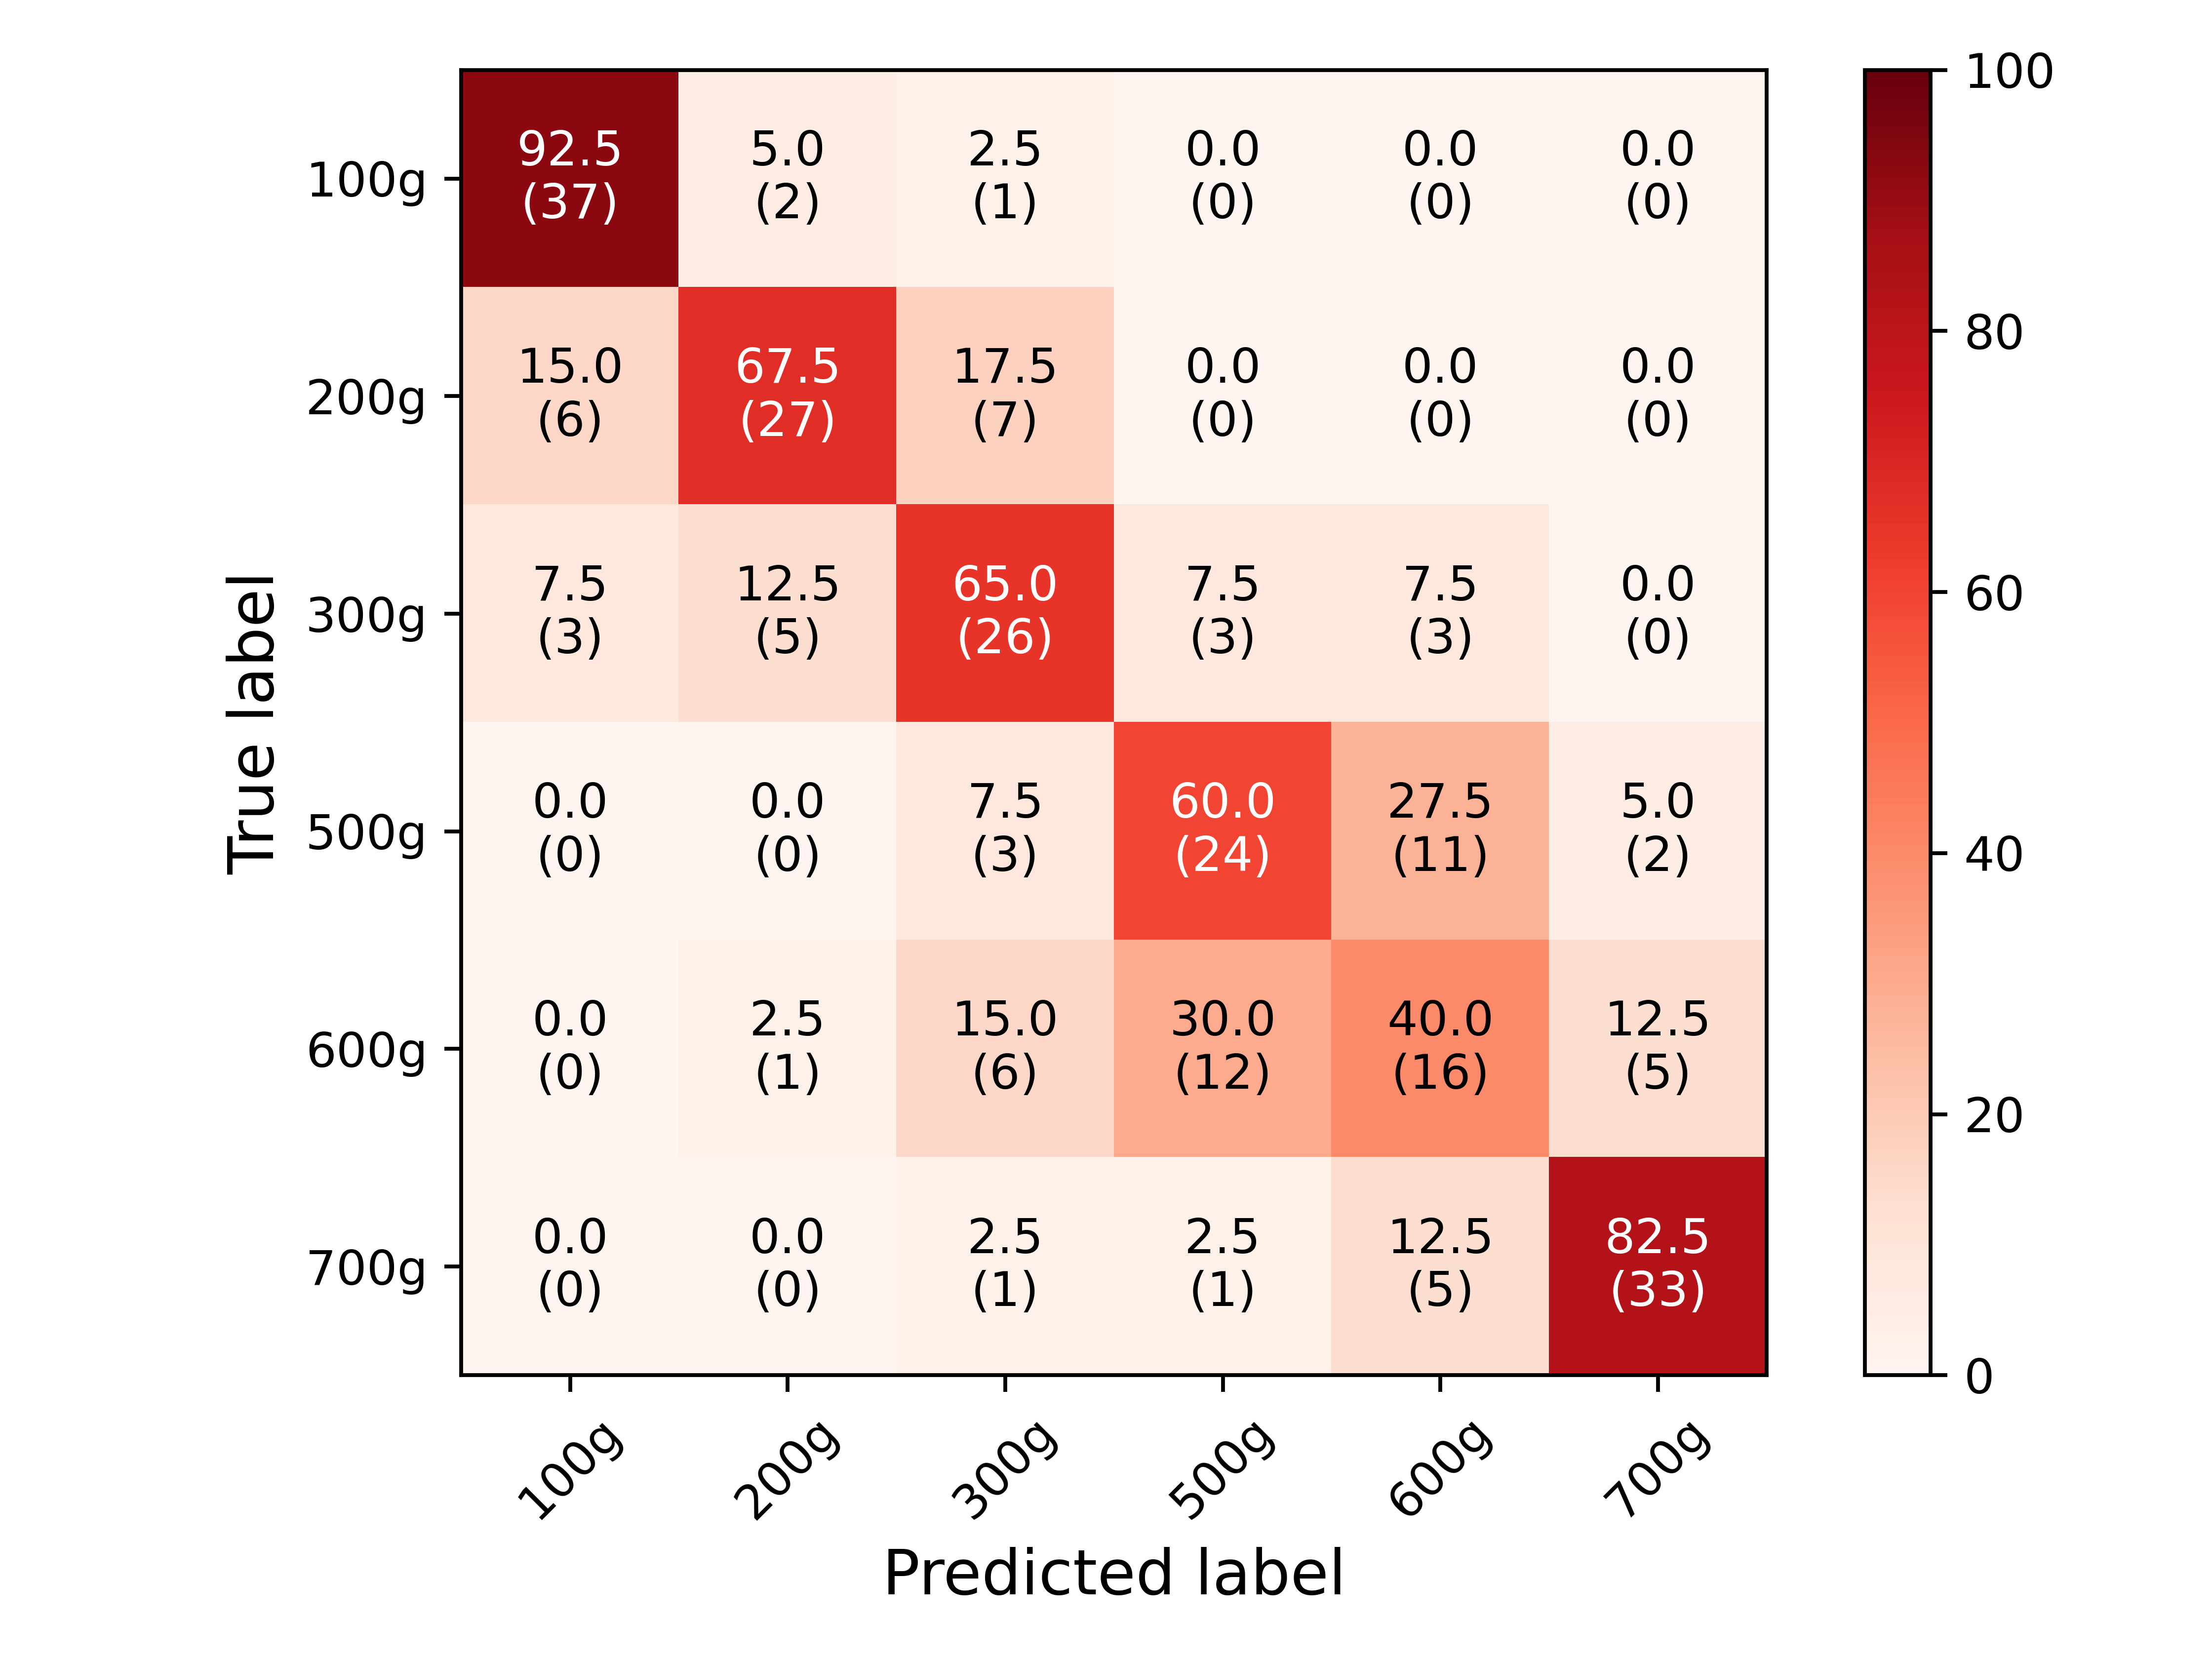 92.5 5.0 2.5 0.0 0.0 0.0
100g (37) (2) (1) (0) (0) (0)
15.0 67.5 17.5 0.0 0.0 0.0
200g (6) (27) (7) (0) (0) (0)
7.5 12.5 65.0 7.5 7.5 0.0
300g (3) (5) (26) (3) (3) (0)
0.0 0.0 7.5 60.0 27.5 5.0
500g (0) (0) (3) (24) (11) (2)
0.0 2.5 15.0 30.0 40.0 12.5
600g (0) (1) (6) (12) (16) (5)
0.0 0.0 2.5 2.5 12.5 82.5
700g (0) (0) (1) (1) (5) (33)
True label
100g 200g 300g 500g 600g 700g
Predicted label
100
80
60
40
20
0